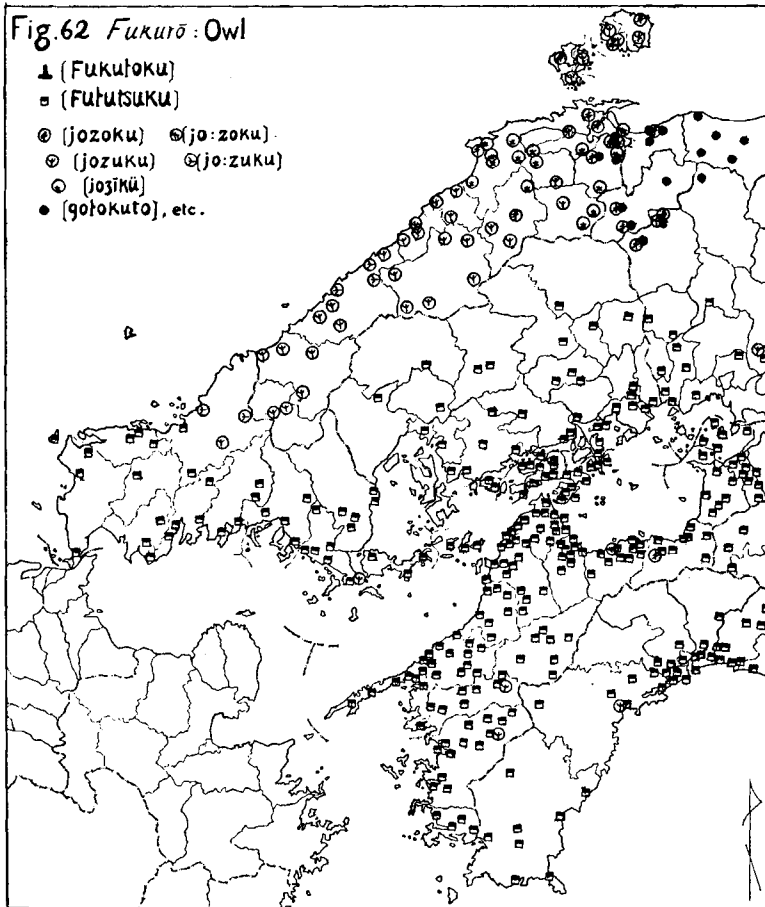 Fig.62 Fukurō : Owl
[Fukutoku]
[Fututsuku]
[jozoku] [jo:zoku]
[jozuku] [jo:zuku]
[jozïkü]
[gotokuto], etc.